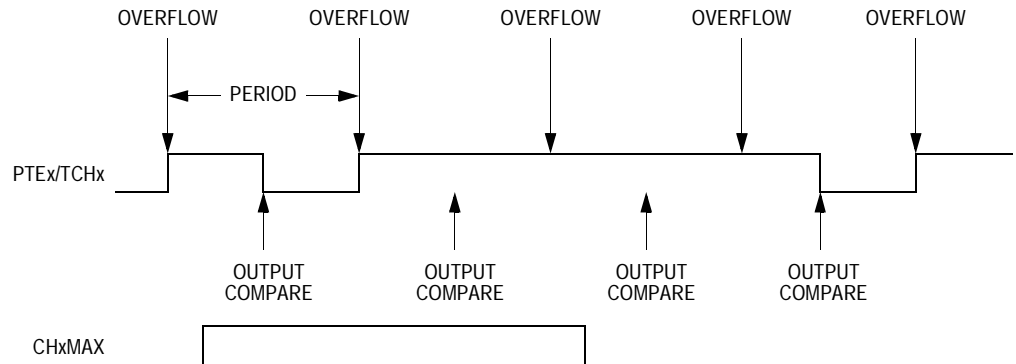 OVERFLOW OVERFLOW OVERFLOW OVERFLOW OVERFLOW
PERIOD
PTEx/TCHx
OUTPUT OUTPUT OUTPUT OUTPUT
COMPARE COMPARE COMPARE COMPARE
CHxMAX